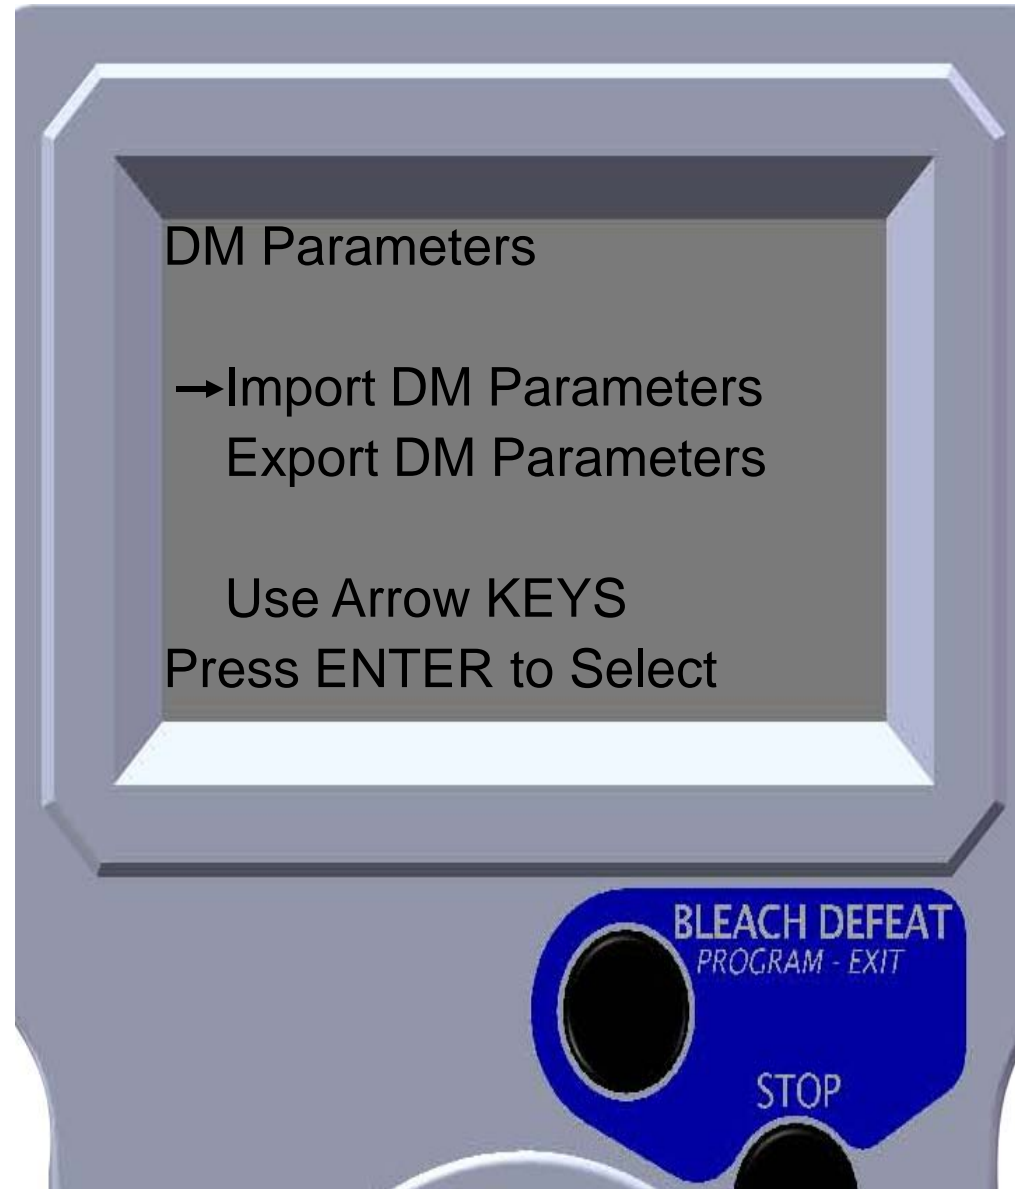 DM Parameters
→Import DM Parameters
Export DM Parameters
Use Arrow KEYS
Press ENTER to Select
BLEACH DEFEAT
PROGRAM - EXIT
STOP